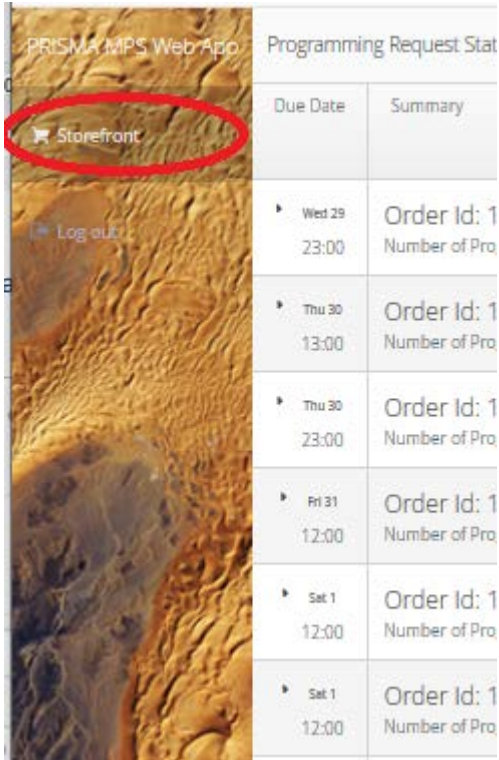 PRISMA MPS Web App
Storefront
Log out
Programming Request Stat
Due Date Summary
Wed 29 Order Id: 1
23:00 Number of Pro
Thu 30 Order Id: 1
13:00 Number of Pro
Thu 30 Order Id: 1
23:00 Number of Pro
Fri 31 Order Id: 1
12:00 Number of Pro
Sat 1 Order Id: 1
12:00 Number of Pro
Sat 1 Order Id: 1
12:00 Number of Pro